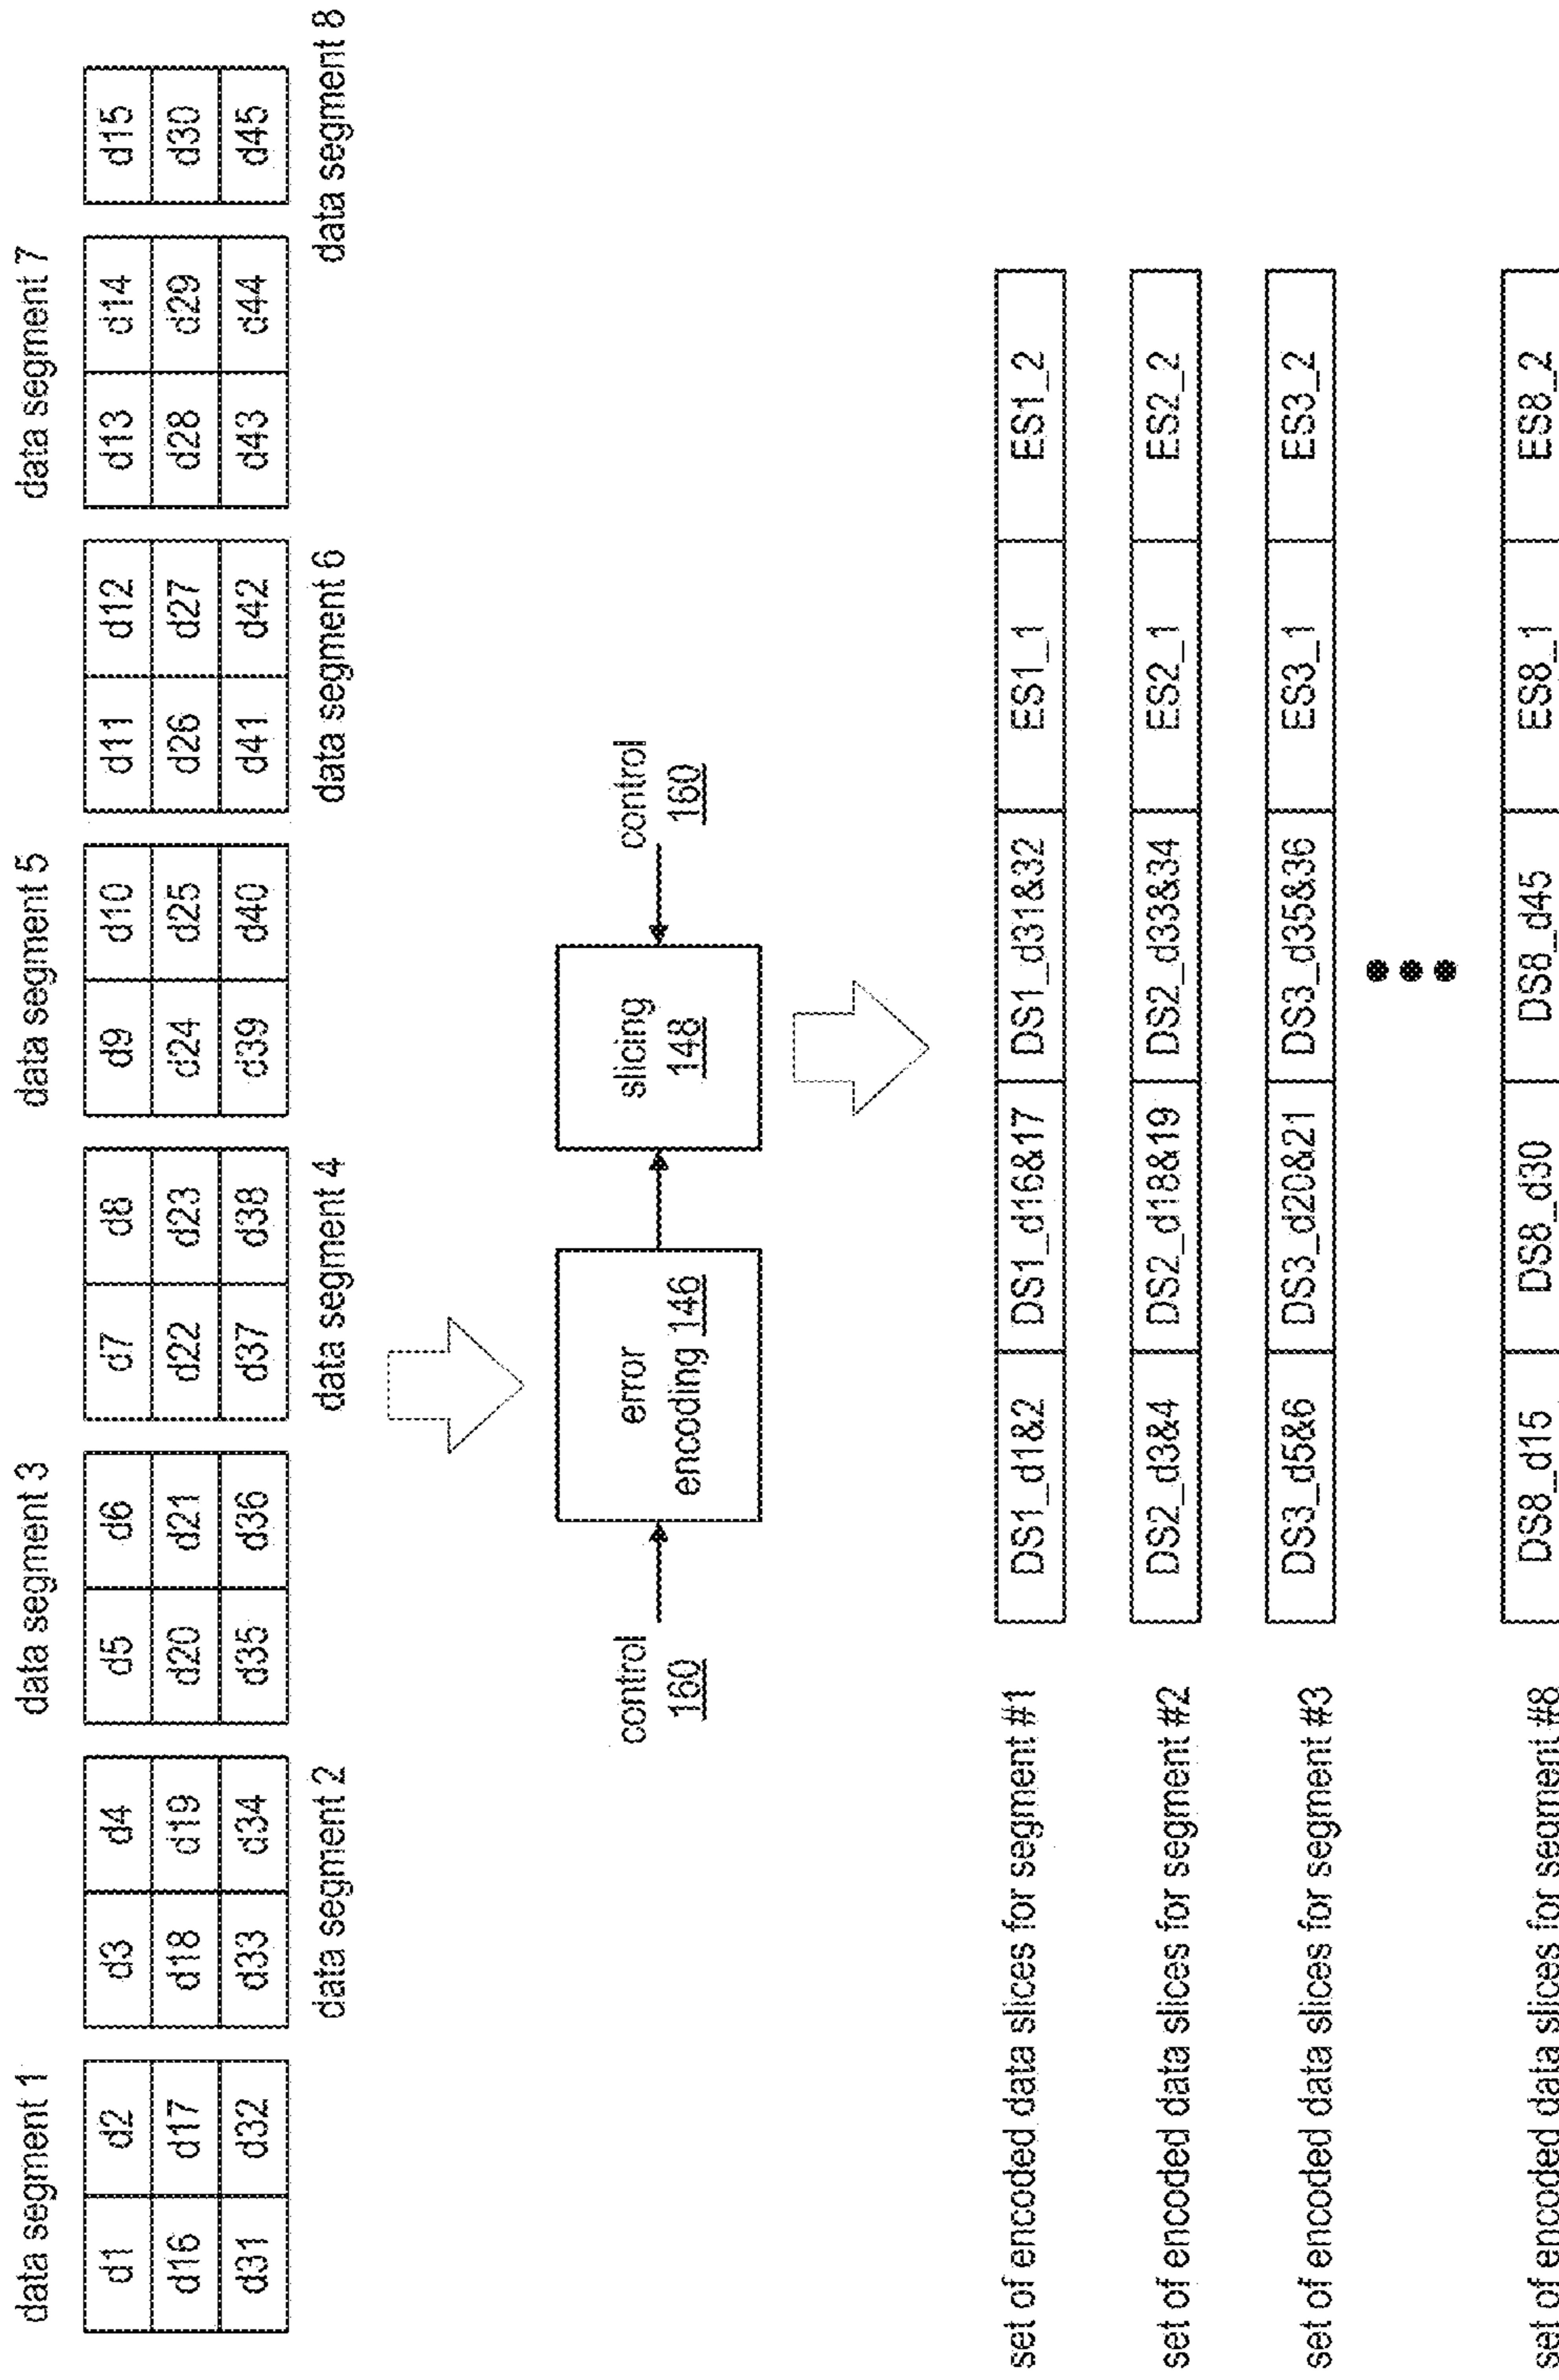 data segment 1
data segment 3
data segment 5
data segment 7
d1 d2
d16 d17
d31 d32
d3 d4
d18 d19
d33 d34
d5 d6
d20 d21
d35 d36
d7 d8
d22 d23
d37 d38
d9 d10
d24 d25
d39 d40
d11 d12
d26 d27
d41 d42
d13 d14
d28 d29
d43 d44
d15
d30
d45
data segment 2
data segment 4
data segment 6
data segment 8
control
160
error
encoding 146
slicing
148
control
160
set of encoded data slices for segment #1
DS1_d1&2 DS1_d16&17 DS1_d31&32 ES1_1 ES1_2
set of encoded data slices for segment #2
DS2_d3&4 DS2_d18&19 DS2_d33&34 ES2_1 ES2_2
set of encoded data slices for segment #3
DS3_d5&6 DS3_d20&21 DS3_d35&36 ES3_1 ES3_2
set of encoded data slices for segment #8
DS8_d15 DS8_d30 DS8_d45 ES8_1 ES8_2